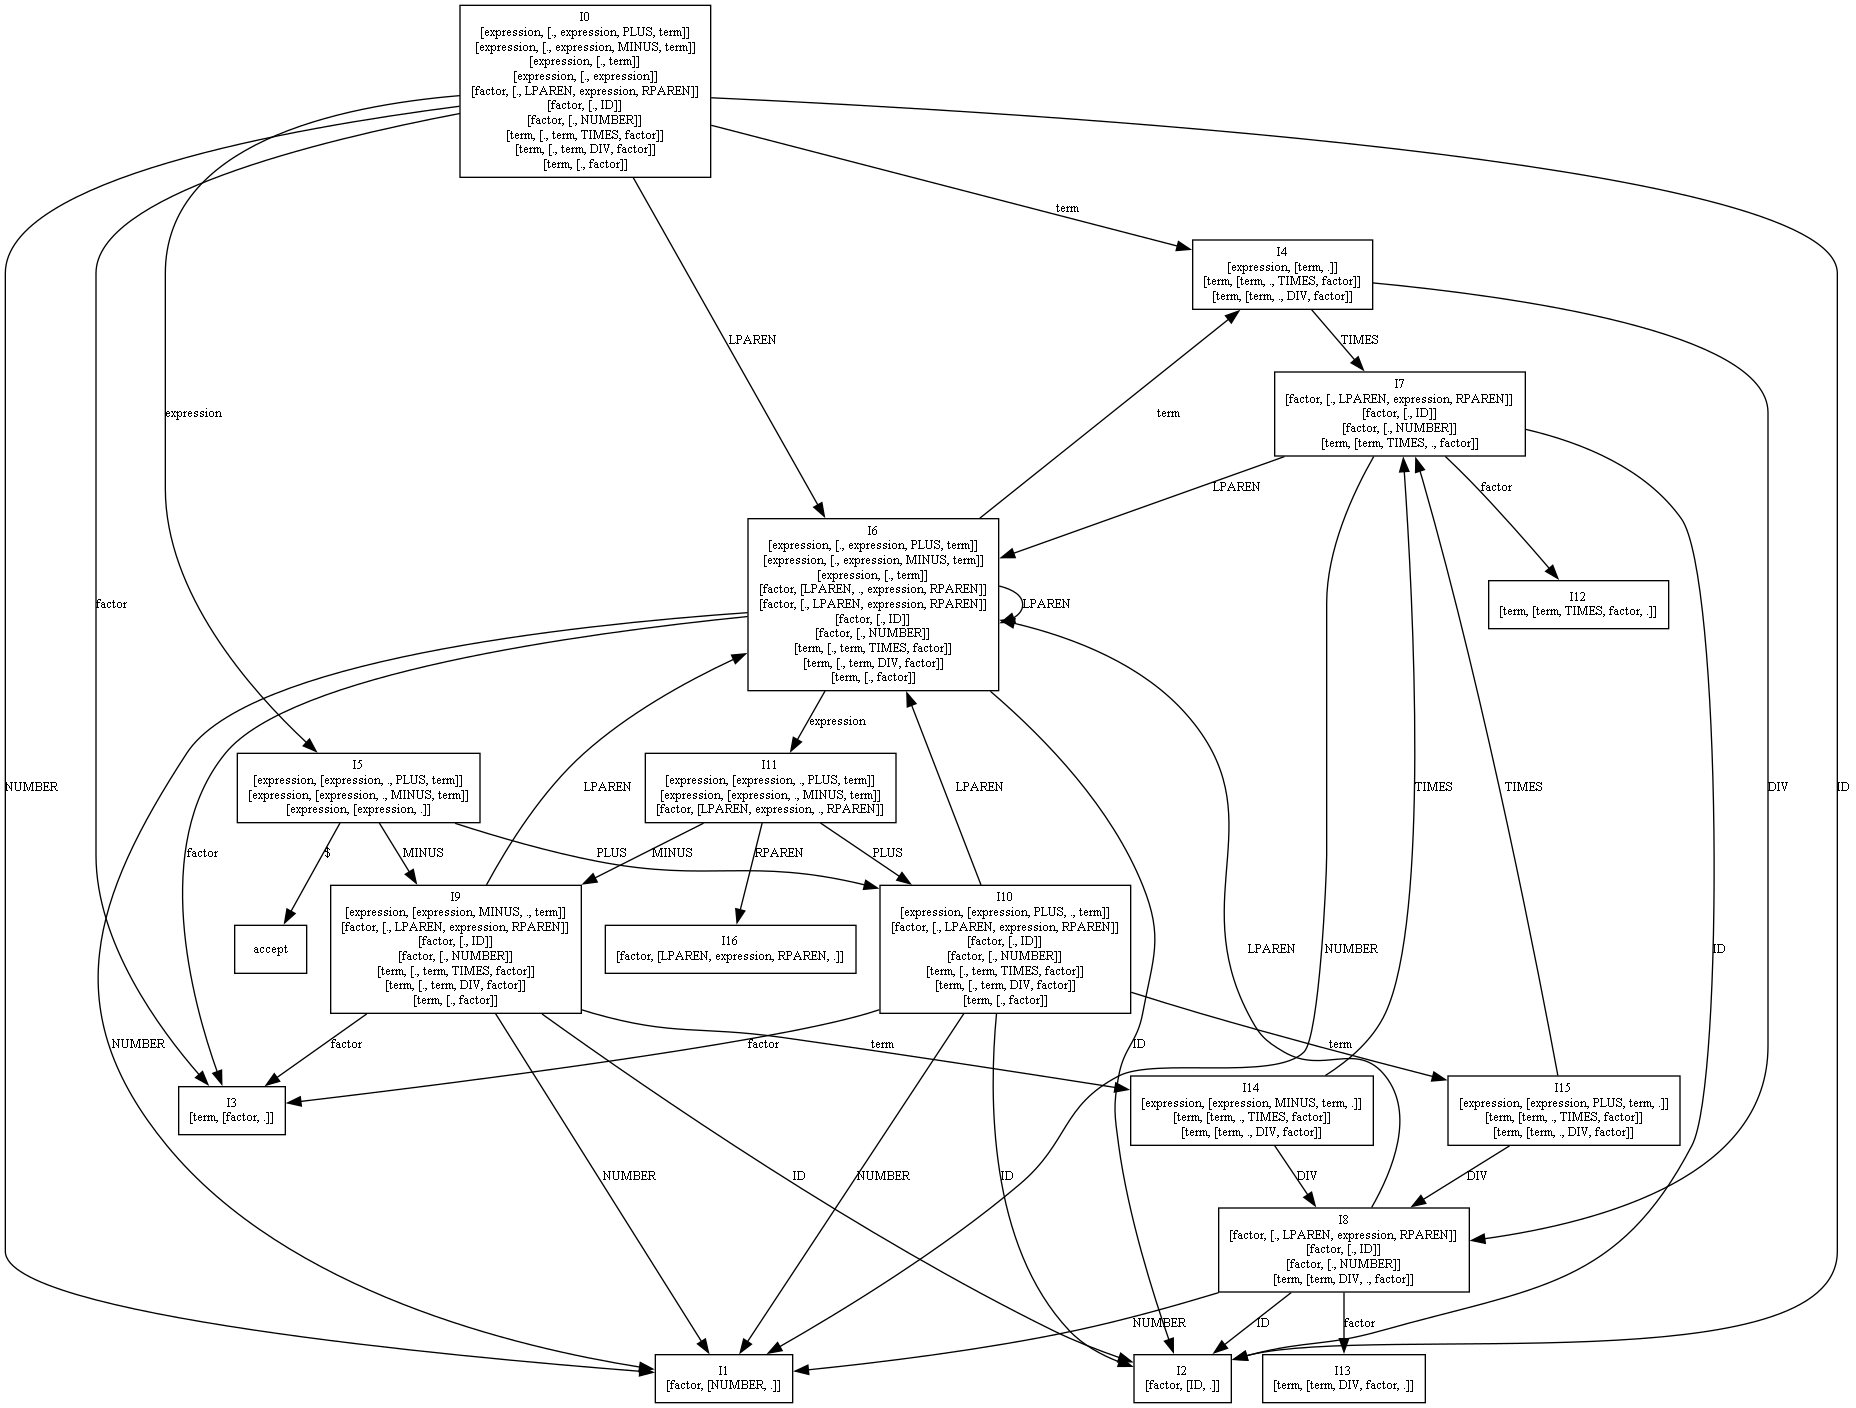 I0
[expression, [., expression, PLUS, term]]
[expression, [., expression, MINUS, term]]
[expression, [., term]]
[expression, [., expression]]
[factor, [., LPAREN, expression, RPAREN]]
[factor, [., ID]]
[factor, [., NUMBER]]
[term, [., term, TIMES, factor]]
[term, [., term, DIV, factor]]
[term, [., factor]]
term
I4
[expression, [term, .]]
[term, [term, ., TIMES, factor]]
[term, [term, ., DIV, factor]]
LPAREN
TIMES
I7
[factor, [., LPAREN, expression, RPAREN]]
[factor, [., ID]]
[factor, [., NUMBER]]
[term, [term, TIMES, ., factor]]
expression
term
LPAREN
factor
I6
[expression, [., expression, PLUS, term]]
[expression, [., expression, MINUS, term]]
[expression, [., term]]
[factor, [LPAREN, ., expression, RPAREN]]
[factor, [., LPAREN, expression, RPAREN]]
[factor, [., ID]]
[factor, [., NUMBER]]
[term, [., term, TIMES, factor]]
[term, [., term, DIV, factor]]
[term, [., factor]]
LPAREN
I12
[term, [term, TIMES, factor, .]]
factor
expression
I5
[expression, [expression, ., PLUS, term]]
[expression, [expression, ., MINUS, term]]
[expression, [expression, .]]
LPAREN
I11
[expression, [expression, ., PLUS, term]]
[expression, [expression, ., MINUS, term]]
[factor, [LPAREN, expression, ., RPAREN]]
LPAREN
TIMES
TIMES
DIV
ID
NUMBER
factor
$
MINUS
PLUS
MINUS
RPAREN
PLUS
accept
I9
[expression, [expression, MINUS, ., term]]
[factor, [., LPAREN, expression, RPAREN]]
[factor, [., ID]]
[factor, [., NUMBER]]
[term, [., term, TIMES, factor]]
[term, [., term, DIV, factor]]
[term, [., factor]]
I16
[factor, [LPAREN, expression, RPAREN, .]]
I10
[expression, [expression, PLUS, ., term]]
[factor, [., LPAREN, expression, RPAREN]]
[factor, [., ID]]
[factor, [., NUMBER]]
[term, [., term, TIMES, factor]]
[term, [., term, DIV, factor]]
[term, [., factor]]
LPAREN
NUMBER
ID
NUMBER
factor
factor
term
ID
term
I3
[term, [factor, .]]
I14
[expression, [expression, MINUS, term, .]]
[term, [term, ., TIMES, factor]]
[term, [term, ., DIV, factor]]
I15
[expression, [expression, PLUS, term, .]]
[term, [term, ., TIMES, factor]]
[term, [term, ., DIV, factor]]
NUMBER
ID
NUMBER
ID
DIV
DIV
I8
[factor, [., LPAREN, expression, RPAREN]]
[factor, [., ID]]
[factor, [., NUMBER]]
[term, [term, DIV, ., factor]]
NUMBER
ID
factor
I1
[factor, [NUMBER, .]]
I2
[factor, [ID, .]]
I13
[term, [term, DIV, factor, .]]